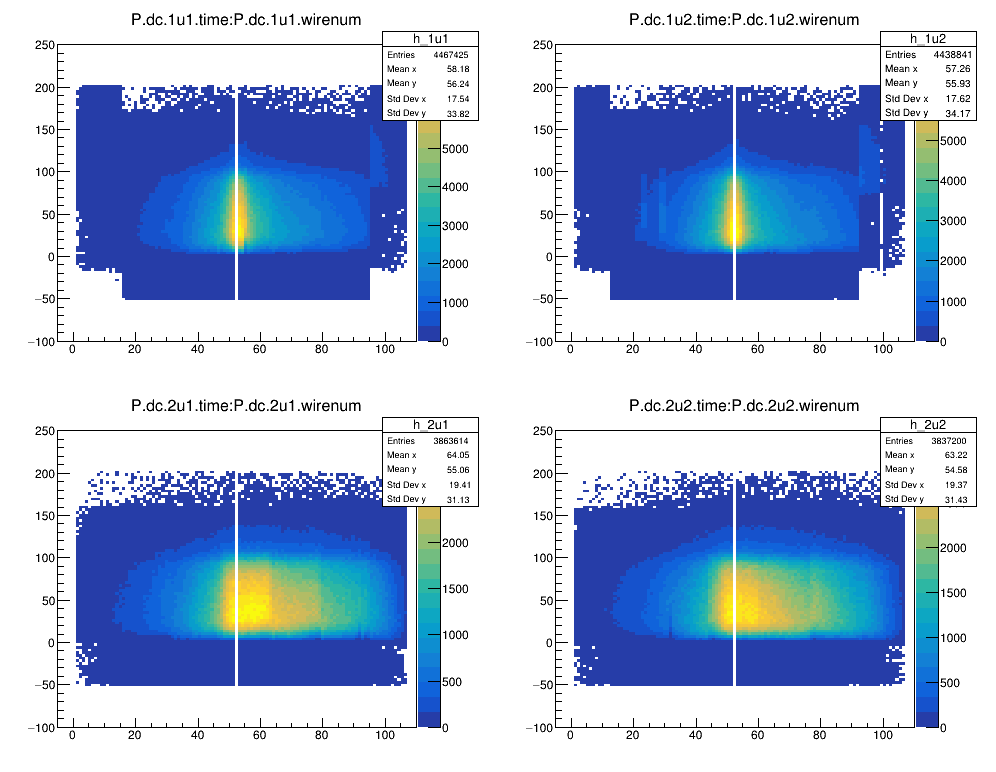 P.dc.1u1.time:P.dc.1u1.wirenum
h_1u1
Entries 4467425
Mean x 58.18
Mean y 56.24
Std Dev x 17.54
Std Dev y 33.82
250
200
150
100
50
0
−50
−100
0 20 40 60 80 100
5000
4000
3000
2000
1000
0
P.dc.1u2.time:P.dc.1u2.wirenum
h_1u2
Entries 4438841
Mean x 57.26
Mean y 55.93
Std Dev x 17.62
Std Dev y 34.17
250
200
150
100
50
0
−50
−100
0 20 40 60 80 100
5000
4000
3000
2000
1000
0
P.dc.2u1.time:P.dc.2u1.wirenum
h_2u1
Entries 3863614
Mean x 64.05
Mean y 55.06
Std Dev x 19.41
Std Dev y 31.13
250
200
150
100
50
0
−50
−100
0 20 40 60 80 100
2000
1500
1000
500
0
P.dc.2u2.time:P.dc.2u2.wirenum
h_2u2
Entries 3837200
Mean x 63.22
Mean y 54.58
Std Dev x 19.37
Std Dev y 31.43
250
200
150
100
50
0
−50
−100
0 20 40 60 80 100
2000
1500
1000
500
0